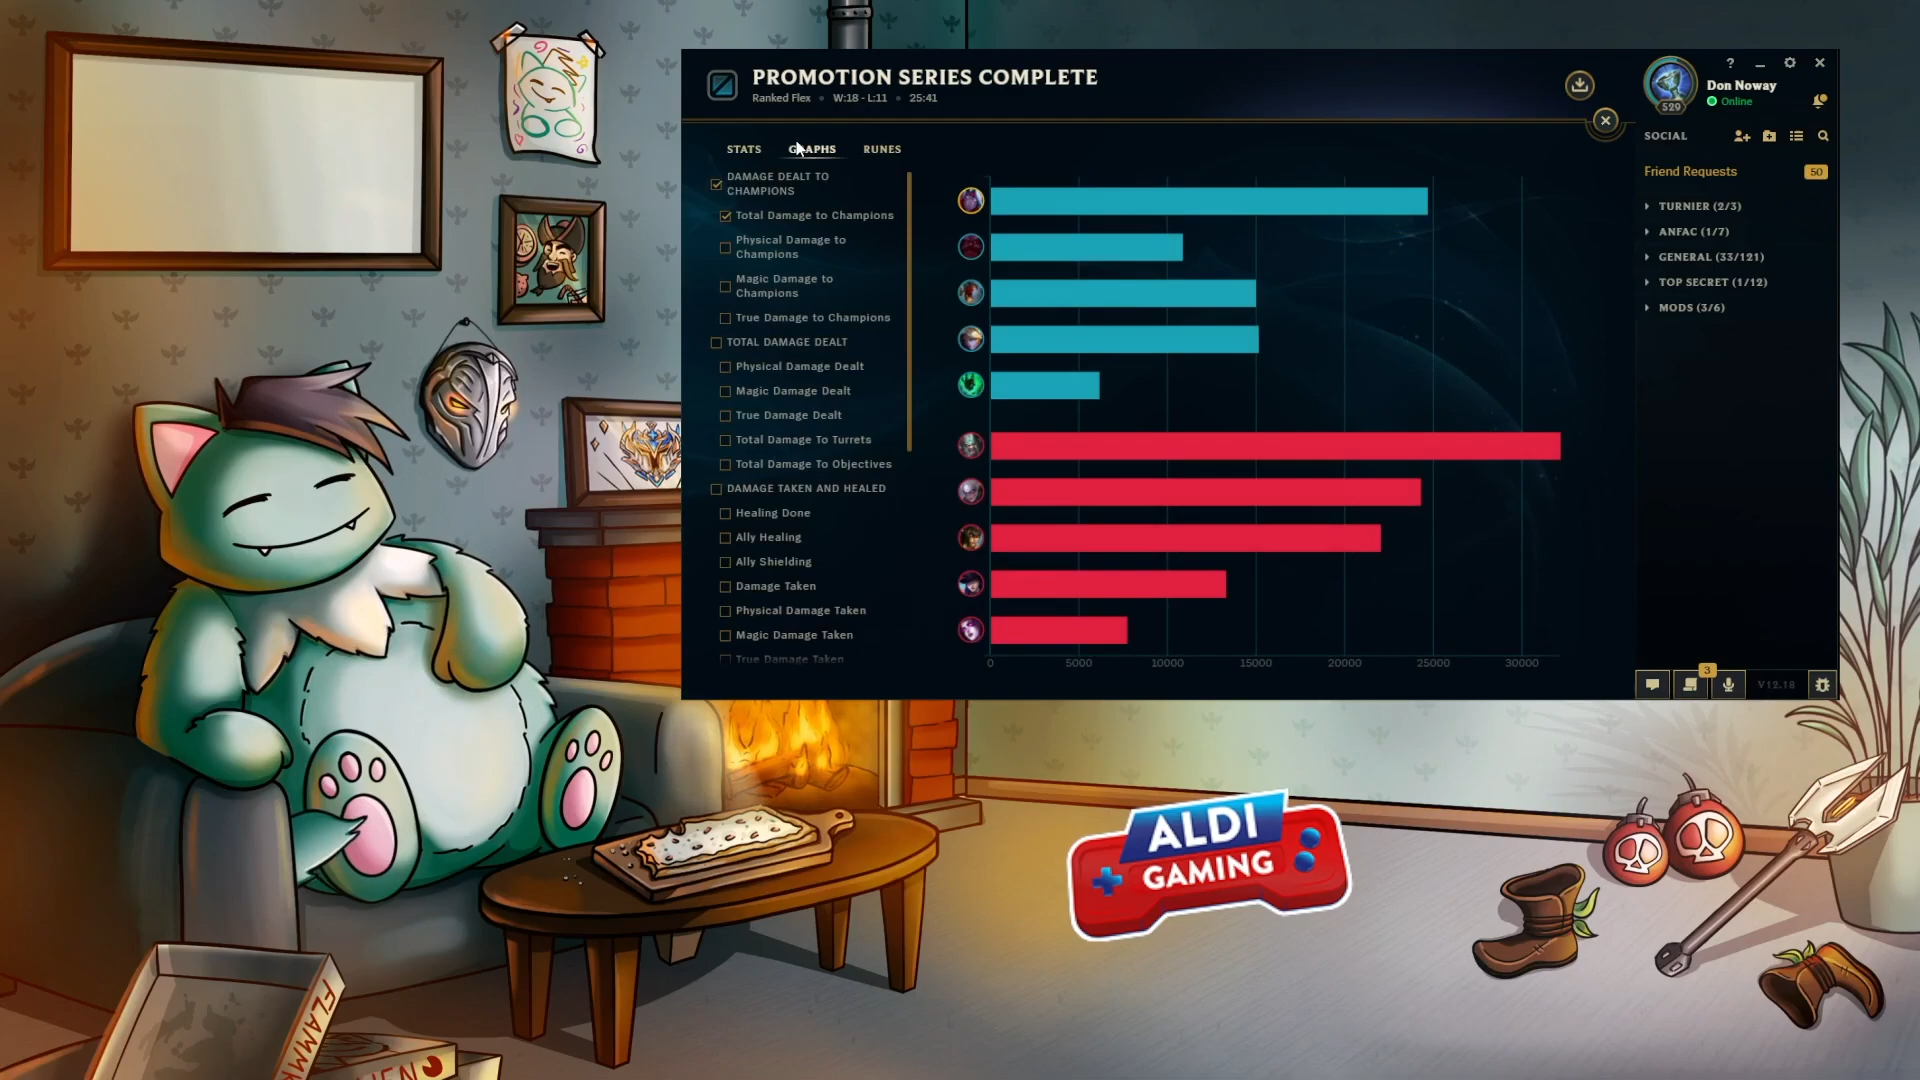 PROMOTION SERIES COMPLETE
Ranked Flex • W:18 - L:11 • 25:41
STATS GRAPHS RUNES
DAMAGE DEALT TO
CHAMPIONS
Total Damage to Champions
Physical Damage to
Champions
Magic Damage to
Champions
True Damage to Champions
TOTAL DAMAGE DEALT
Physical Damage Dealt
Magic Damage Dealt
True Damage Dealt
Total Damage To Turrets
Total Damage To Objectives
DAMAGE TAKEN AND HEALED
Healing Done
Ally Healing
Ally Shielding
Damage Taken
Physical Damage Taken
Magic Damage Taken
True Damage Taken
0 5000 10000 15000 20000 25000 30000
?
529
Don Noway
Online
SOCIAL
Friend Requests 50
TURNIER (2/3)
ANFAC (1/7)
GENERAL (33/121)
TOP SECRET (1/12)
MODS (3/6)
3
V12.18
ALDI
GAMING